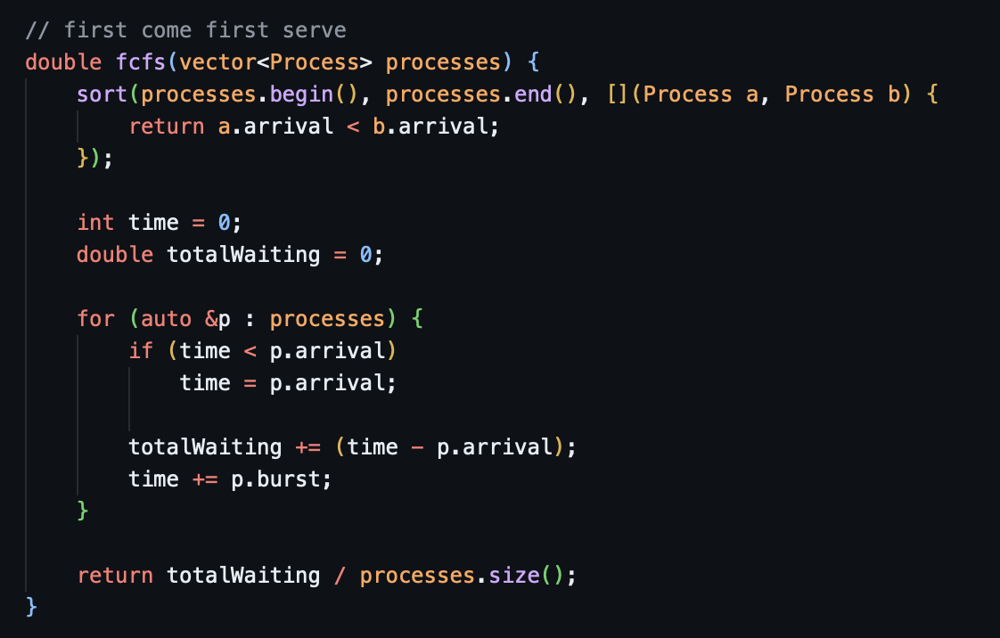 // first come first serve
double fcfs(vector<Process> processes) {
    sort(processes.begin(), processes.end(), [](Process a, Process b) {
        return a.arrival < b.arrival;
    });

    int time = 0;
    double totalWaiting = 0;

    for (auto &p : processes) {
        if (time < p.arrival)
            time = p.arrival;

        totalWaiting += (time - p.arrival);
        time += p.burst;
    }

    return totalWaiting / processes.size();
}